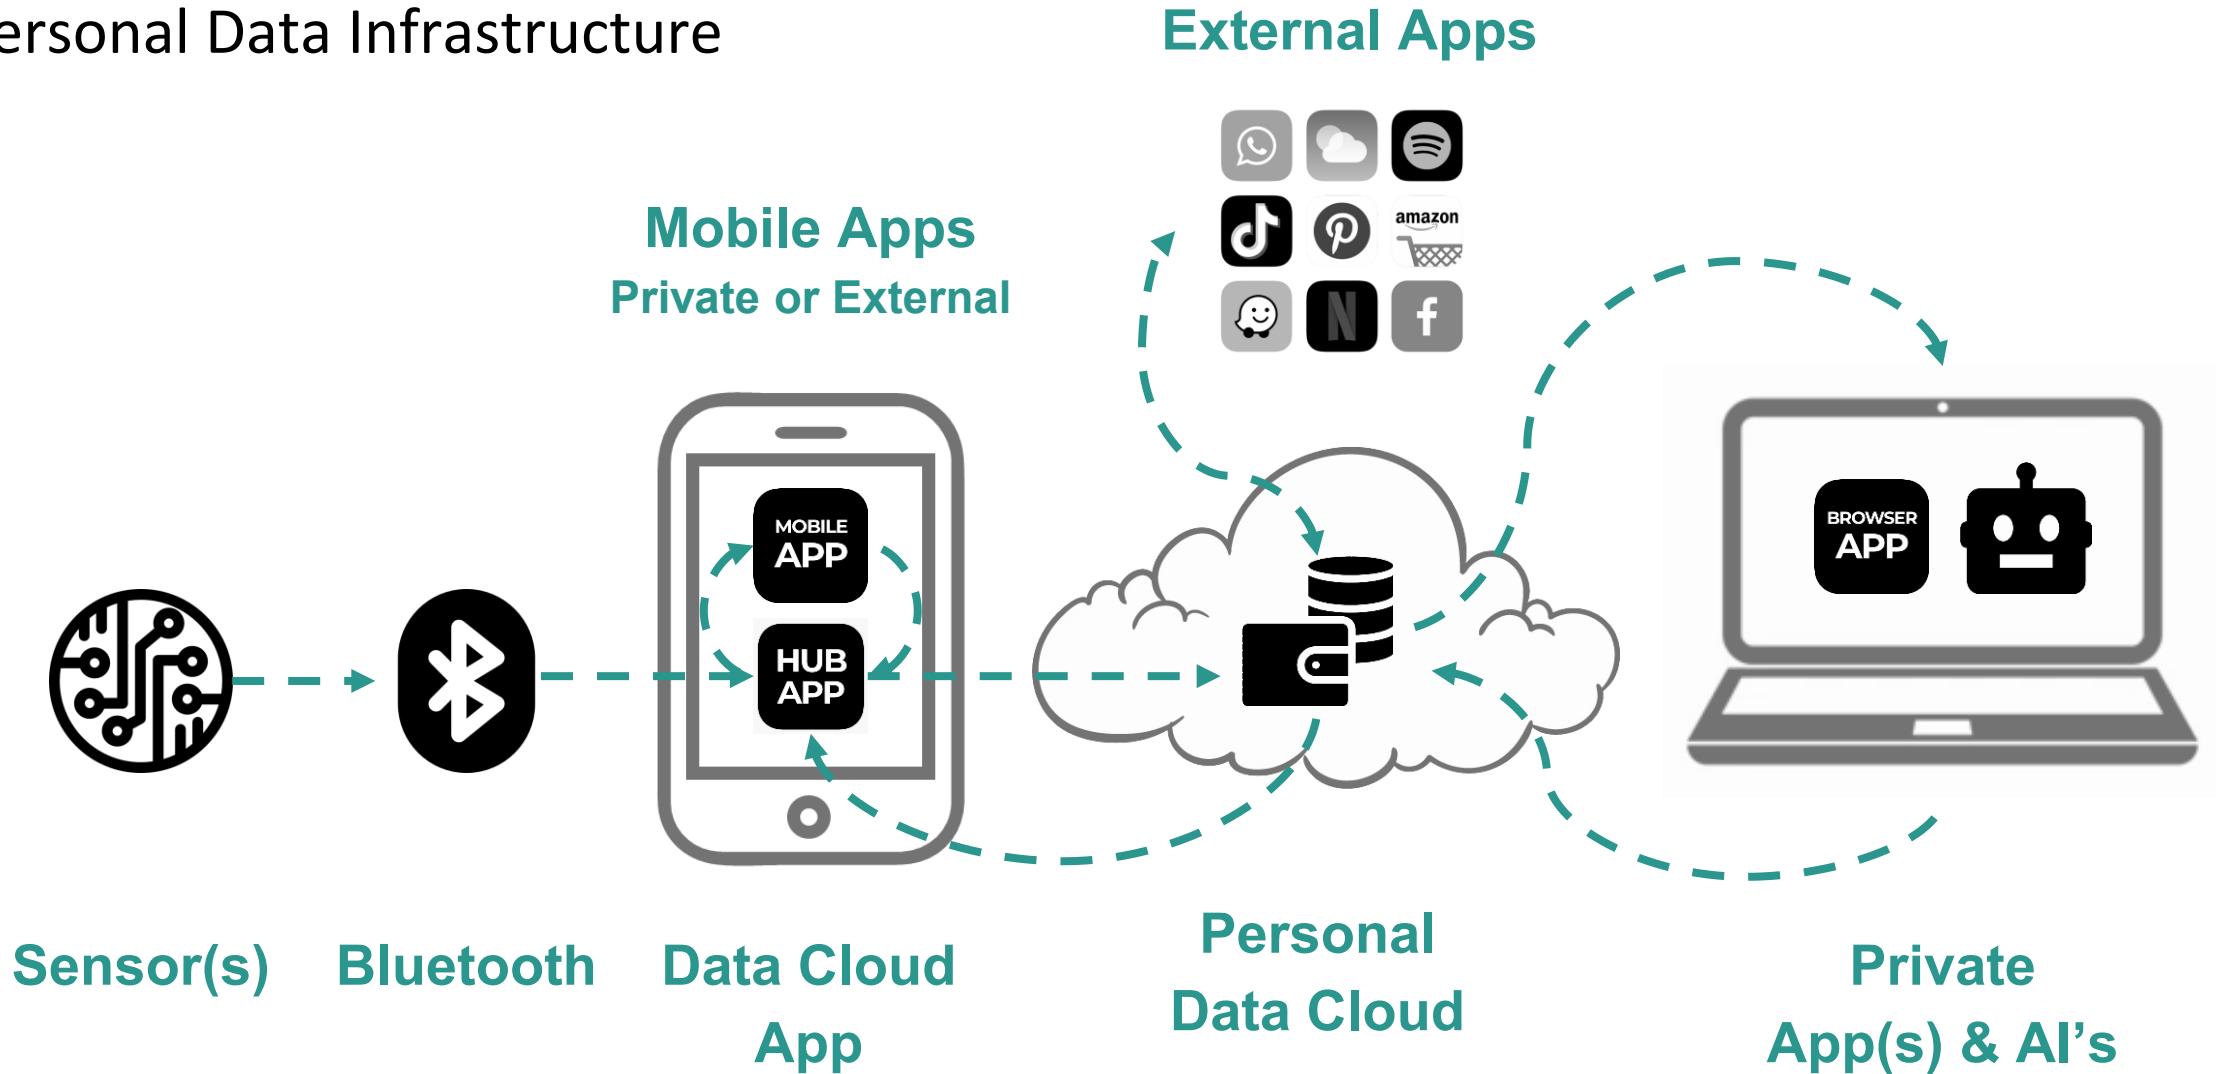 ersonal Data Infrastructure
External Apps
Mobile Apps
Private or External
amazon
MOBILE
APP
HUB
APP
BROWSER
APP
Sensor(s)
Bluetooth
Data Cloud
App
Personal
Data Cloud
Private
App(s) & AI’s